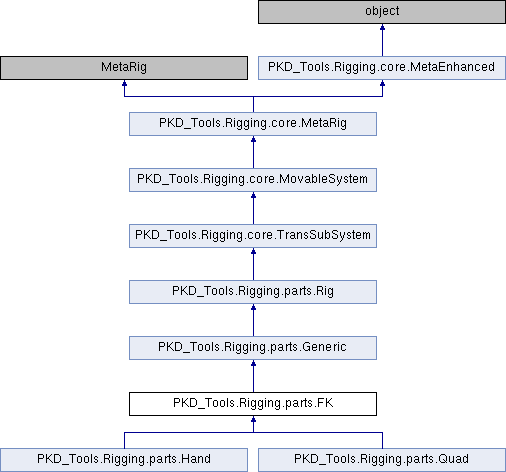 object
MetaRig
PKD_Tools.Rigging.core.MetaEnhanced
PKD_Tools.Rigging.core.MetaRig
PKD_Tools.Rigging.core.MovableSystem
PKD_Tools.Rigging.core.TransSubSystem
PKD_Tools.Rigging.parts.Rig
PKD_Tools.Rigging.parts.Generic
PKD_Tools.Rigging.parts.FK
PKD_Tools.Rigging.parts.Hand
PKD_Tools.Rigging.parts.Quad